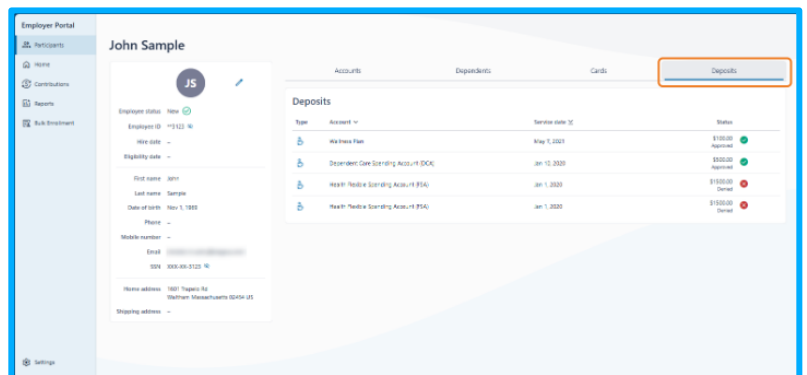 Employer Portal
Participants
Home
Contributions
Reports
Bulk Enrollment
Settings
John Sample
JS
Employee status New
Employee ID **5123
Hire date –
Eligibility date –
First name John
Last name Sample
Date of birth Nov 1, 1980
Phone –
Mobile number –
Email
SSN XXX-XX-5123
Home address 1601 Trapelo Rd
Waltham Massachusetts 02451 US
Shipping address –
Accounts Dependents Cards Deposits
Deposits
Type Account Service date Status
Wellness Plan May 7, 2021 $100.00
Approved
Dependent Care Spending Account (DCA) Jan 12, 2020 $500.00
Approved
Health Flexible Spending Account (FSA) Jan 1, 2020 $1500.00
Denied
Health Flexible Spending Account (FSA) Jan 1, 2020 $1500.00
Denied